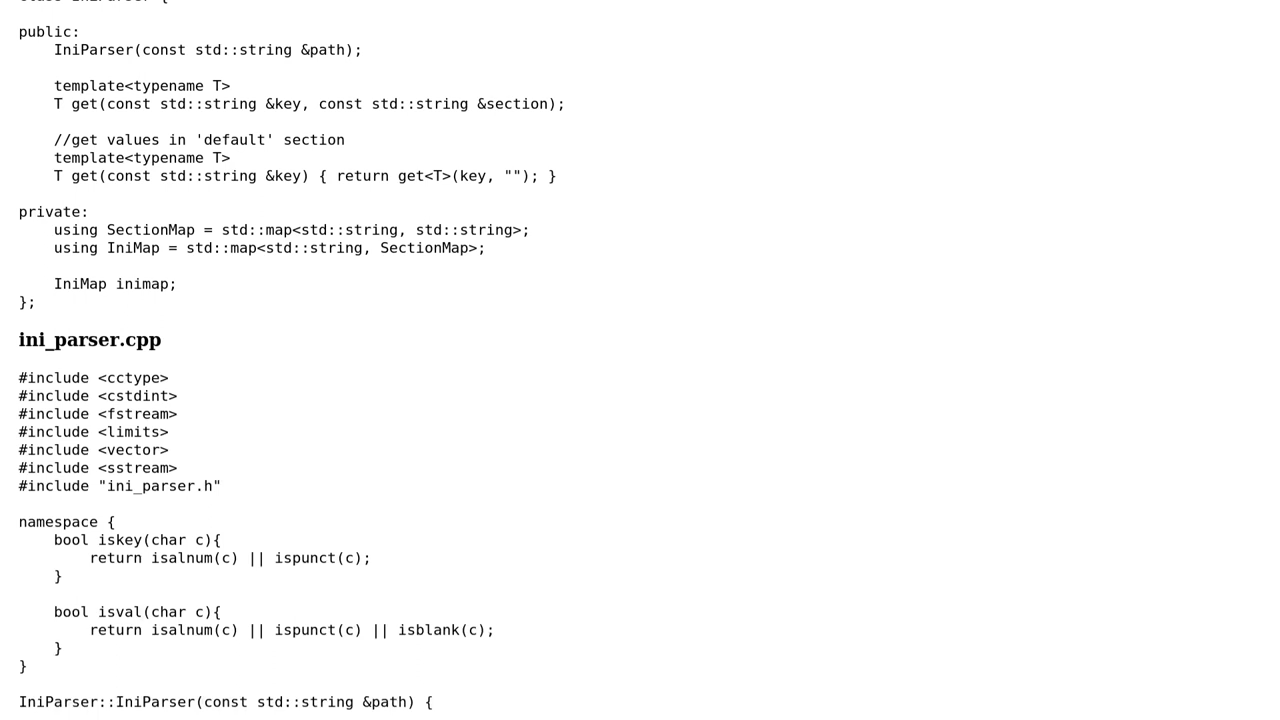 class IniParser {
public:
    IniParser(const std::string &path);
    template<typename T>
    T get(const std::string &key, const std::string &section);
    //get values in 'default' section
    template<typename T>
    T get(const std::string &key) { return get<T>(key, ""); }
private:
    using SectionMap = std::map<std::string, std::string>;
    using IniMap = std::map<std::string, SectionMap>;
    IniMap inimap;
};
ini_parser.cpp
#include <cctype>
#include <cstdint>
#include <fstream>
#include <limits>
#include <vector>
#include <sstream>
#include "ini_parser.h"
namespace {
    bool iskey(char c){
        return isalnum(c) || ispunct(c);
    }
    bool isval(char c){
        return isalnum(c) || ispunct(c) || isblank(c);
    }
}
IniParser::IniParser(const std::string &path) {